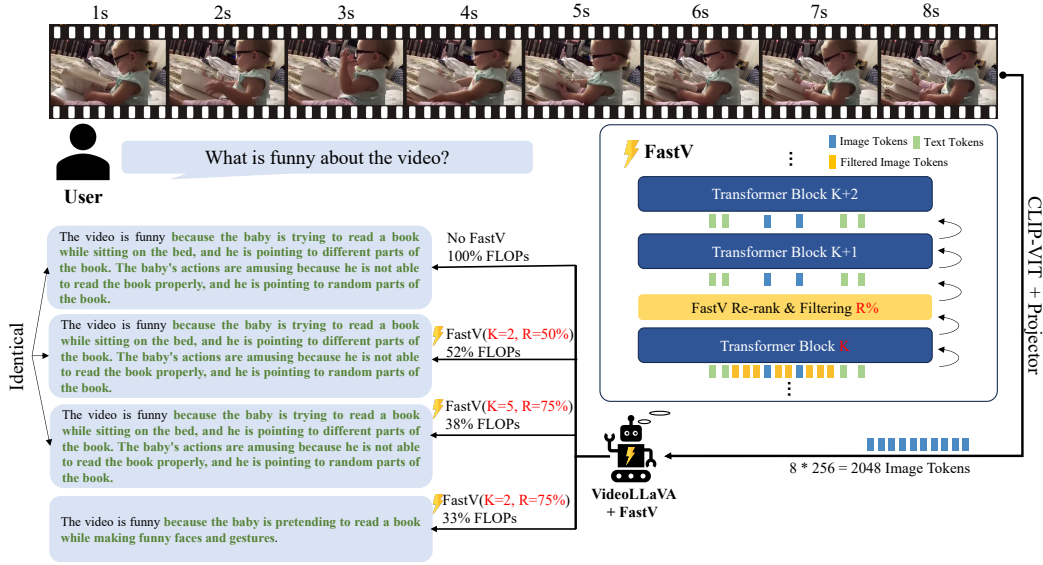 1s 2s 3s 4s 5s 6s 7s 8s
What is funny about the video?
User
FastV
Image Tokens
Text Tokens
Filtered Image Tokens
Transformer Block K+2
Transformer Block K+1
FastV Re-rank & Filtering R%
Transformer Block K
CLIP-VIT + Projector
8 * 256 = 2048 Image Tokens
VideoLLaVA
+ FastV
Identical
The video is funny because the baby is trying to read a book
while sitting on the bed, and he is pointing to different parts of
the book. The baby's actions are amusing because he is not able
to read the book properly, and he is pointing to random parts of
the book.
No FastV
100% FLOPs
The video is funny because the baby is trying to read a book
while sitting on the bed, and he is pointing to different parts of
the book. The baby's actions are amusing because he is not able
to read the book properly, and he is pointing to random parts of
the book.
FastV(K=2, R=50%)
52% FLOPs
The video is funny because the baby is trying to read a book
while sitting on the bed, and he is pointing to different parts of
the book. The baby's actions are amusing because he is not able
to read the book properly, and he is pointing to random parts of
the book.
FastV(K=5, R=75%)
38% FLOPs
The video is funny because the baby is pretending to read a book
while making funny faces and gestures.
FastV(K=2, R=75%)
33% FLOPs